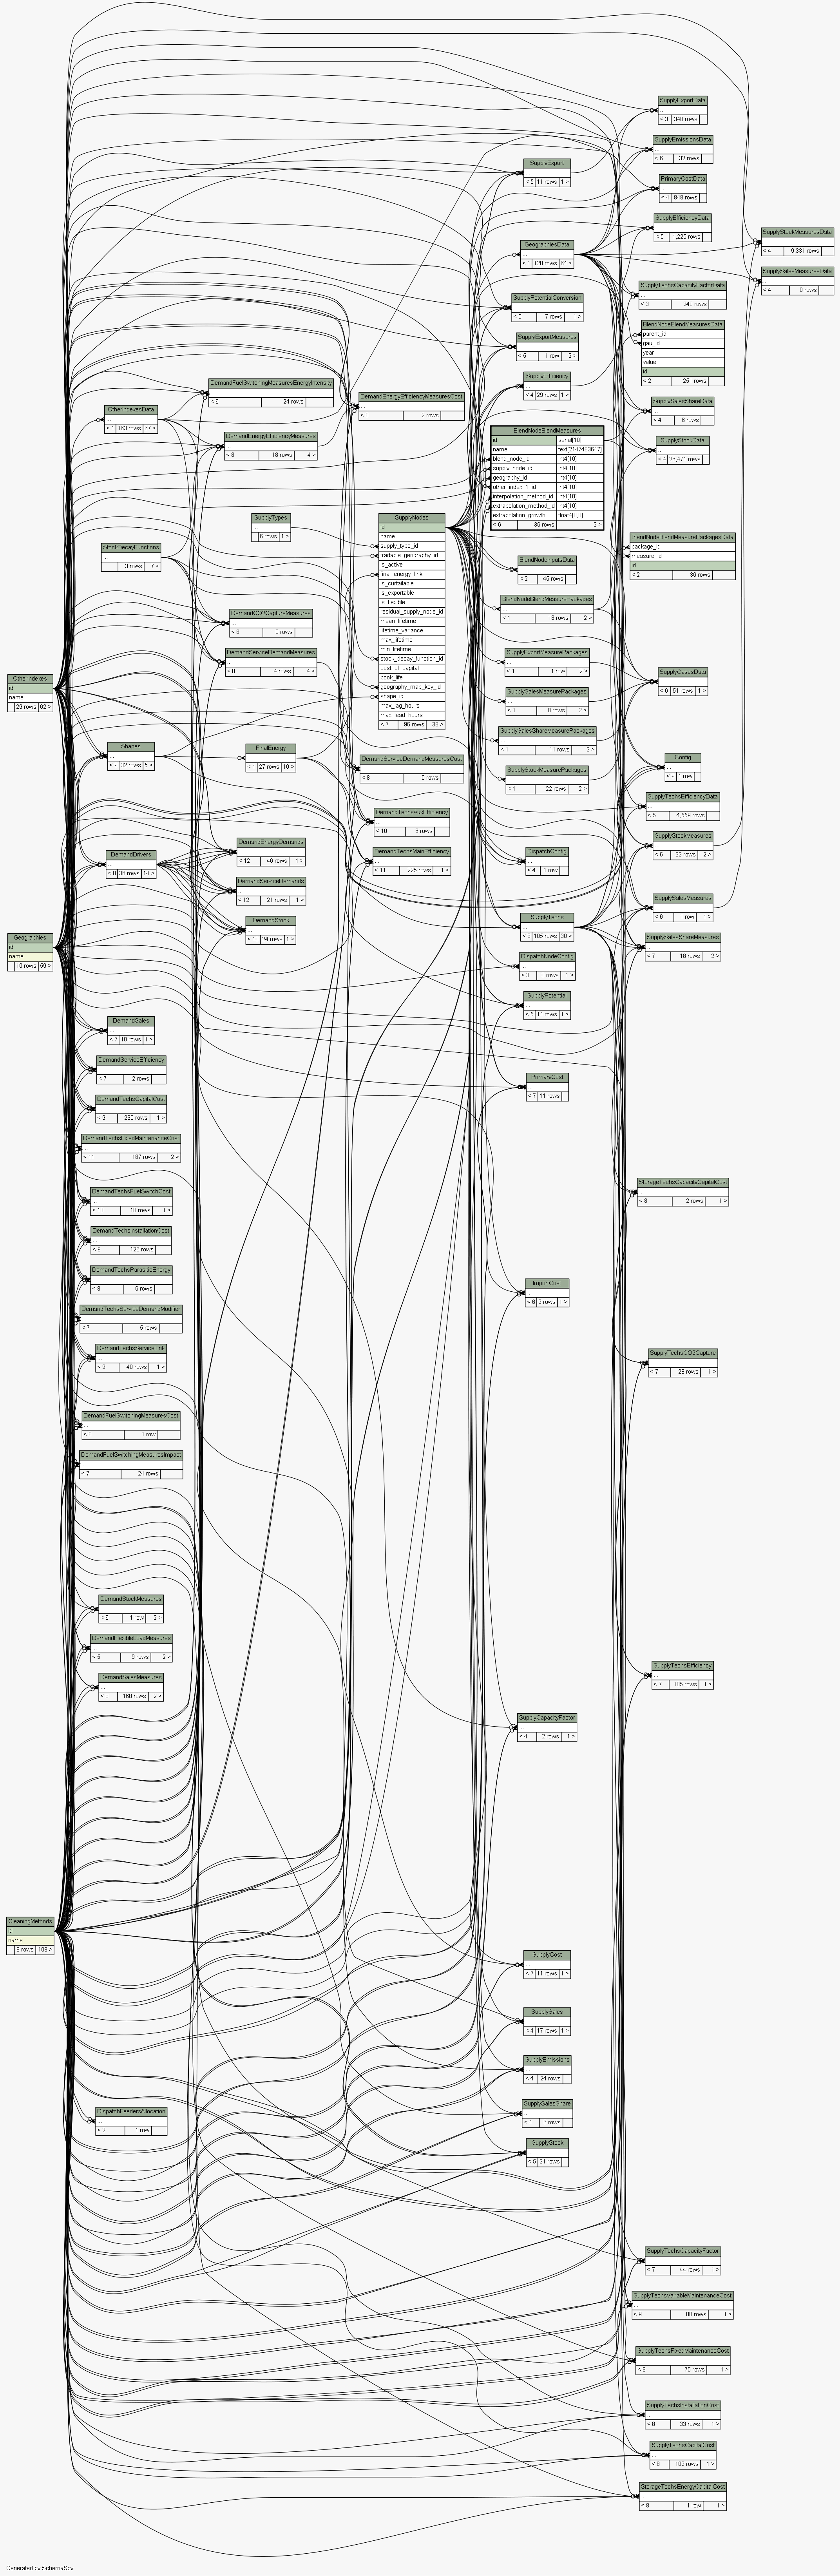 SupplyExportData
...
< 3 340 rows
SupplyEmissionsData
...
< 6 32 rows
SupplyExport
...
< 5 11 rows 1 >
PrimaryCostData
...
< 4 848 rows
SupplyEfficiencyData
...
< 5 1,225 rows
SupplyStockMeasuresData
...
< 4 9,331 rows
GeographiesData
...
< 1 128 rows 64 >
SupplySalesMeasuresData
...
< 4 0 rows
SupplyTechsCapacityFactorData
...
< 3 240 rows
SupplyPotentialConversion
...
< 5 7 rows 1 >
BlendNodeBlendMeasuresData
parent_id
gau_id
year
value
id
< 2 251 rows
SupplyExportMeasures
...
< 5 1 row 2 >
SupplyEfficiency
...
< 4 29 rows 1 >
DemandFuelSwitchingMeasuresEnergyIntensity
...
< 8 24 rows
DemandEnergyEfficiencyMeasuresCost
...
< 8 2 rows
SupplySalesShareData
...
< 4 6 rows
OtherIndexesData
...
< 1 183 rows 67 >
DemandEnergyEfficiencyMeasures
...
< 8 18 rows 4 >
BlendNodeBlendMeasures
id serial[10]
name text[2147483647]
blend_node_id int4[10]
supply_node_id int4[10]
geography_id int4[10]
other_index_1_id int4[10]
interpolation_method_id int4[10]
extrapolation_method_id int4[10]
extrapolation_growth float4[8,8]
< 6 38 rows 2 >
SupplyStockData
...
< 4 26,471 rows
SupplyTypes
...
6 rows 1 >
SupplyNodes
id
name
supply_type_id
tradable_geography_id
is_active
final_energy_link
is_curtailable
is_exportable
is_flexible
residual_supply_node_id
mean_lifetime
lifetime_variance
max_lifetime
min_lifetime
stock_decay_function_id
cost_of_capital
book_life
geography_map_key_id
shape_id
max_lag_hours
max_lead_hours
< 7 86 rows 38 >
BlendNodeBlendMeasurePackagesData
package_id
measure_id
id
< 2 36 rows
StockDecayFunctions
...
3 rows 7 >
BlendNodeInputsData
...
< 2 45 rows
BlendNodeBlendMeasurePackages
...
< 1 18 rows 2 >
DemandCO2CaptureMeasures
...
< 8 0 rows
DemandServiceDemandMeasures
...
< 8 4 rows 4 >
SupplyExportMeasurePackages
...
< 1 1 row 2 >
SupplyCasesData
...
< 6 51 rows 1 >
OtherIndexes
id
name
29 rows 62 >
SupplySalesMeasurePackages
...
< 1 0 rows 2 >
SupplySalesShareMeasurePackages
...
< 1 11 rows 2 >
Shapes
...
< 9 32 rows 5 >
FinalEnergy
...
< 1 27 rows 10 >
DemandServiceDemandMeasuresCost
...
< 8 0 rows
Config
...
< 9 1 row
SupplyStockMeasurePackages
...
< 1 22 rows 2 >
SupplyTechsEfficiencyData
...
< 5 4,559 rows
DemandTechsAuxEfficiency
...
< 10 6 rows
SupplyStockMeasures
...
< 6 33 rows 2 >
DemandEnergyDemands
...
< 12 46 rows 1 >
DemandDrivers
...
< 8 36 rows 14 >
DemandTechsMainEfficiency
...
< 11 225 rows 1 >
DispatchConfig
...
< 4 1 row
DemandServiceDemands
...
< 12 21 rows 1 >
SupplySalesMeasures
...
< 6 1 row 1 >
DemandStock
...
< 13 24 rows 1 >
SupplyTechs
...
< 3 105 rows 30 >
Geographies
id
name
10 rows 59 >
SupplySalesShareMeasures
...
< 7 18 rows 2 >
DispatchNodeConfig
...
< 3 3 rows 1 >
SupplyPotential
...
< 5 14 rows 1 >
DemandSales
...
< 7 10 rows 1 >
DemandServiceEfficiency
...
< 7 2 rows
PrimaryCost
...
< 7 11 rows
DemandTechsCapitalCost
...
< 9 230 rows 1 >
DemandTechsFixedMaintenanceCost
...
< 11 187 rows 2 >
StorageTechsCapacityCapitalCost
...
< 8 2 rows 1 >
DemandTechsFuelSwitchCost
...
< 10 10 rows 1 >
DemandTechsInstallationCost
...
< 9 126 rows
DemandTechsParasiticEnergy
...
< 8 6 rows
ImportCost
...
< 6 9 rows 1 >
DemandTechsServiceDemandModifier
...
< 7 5 rows
DemandTechsServiceLink
...
< 9 40 rows 1 >
SupplyTechsCO2Capture
...
< 7 28 rows 1 >
DemandFuelSwitchingMeasuresCost
...
< 8 1 row
DemandFuelSwitchingMeasuresImpact
...
< 7 24 rows
DemandStockMeasures
...
< 6 1 row 2 >
DemandFlexibleLoadMeasures
...
< 5 9 rows 2 >
DemandSalesMeasures
...
< 8 168 rows 2 >
SupplyTechsEfficiency
...
< 7 105 rows 1 >
SupplyCapacityFactor
...
< 4 2 rows 1 >
CleaningMethods
id
name
8 rows 108 >
SupplyCost
...
< 7 11 rows 1 >
SupplySales
...
< 4 17 rows 1 >
SupplyEmissions
...
< 4 24 rows
DispatchFeedersAllocation
...
< 2 1 row
SupplySalesShare
...
< 4 6 rows
SupplyStock
...
< 5 21 rows
SupplyTechsCapacityFactor
...
< 7 44 rows 1 >
SupplyTechsVariableMaintenanceCost
...
< 8 80 rows 1 >
SupplyTechsFixedMaintenanceCost
...
< 9 75 rows 1 >
SupplyTechsInstallationCost
...
< 8 33 rows 1 >
SupplyTechsCapitalCost
...
< 8 102 rows 1 >
StorageTechsEnergyCapitalCost
...
< 8 1 row 1 >
Generated by SchemaSpy